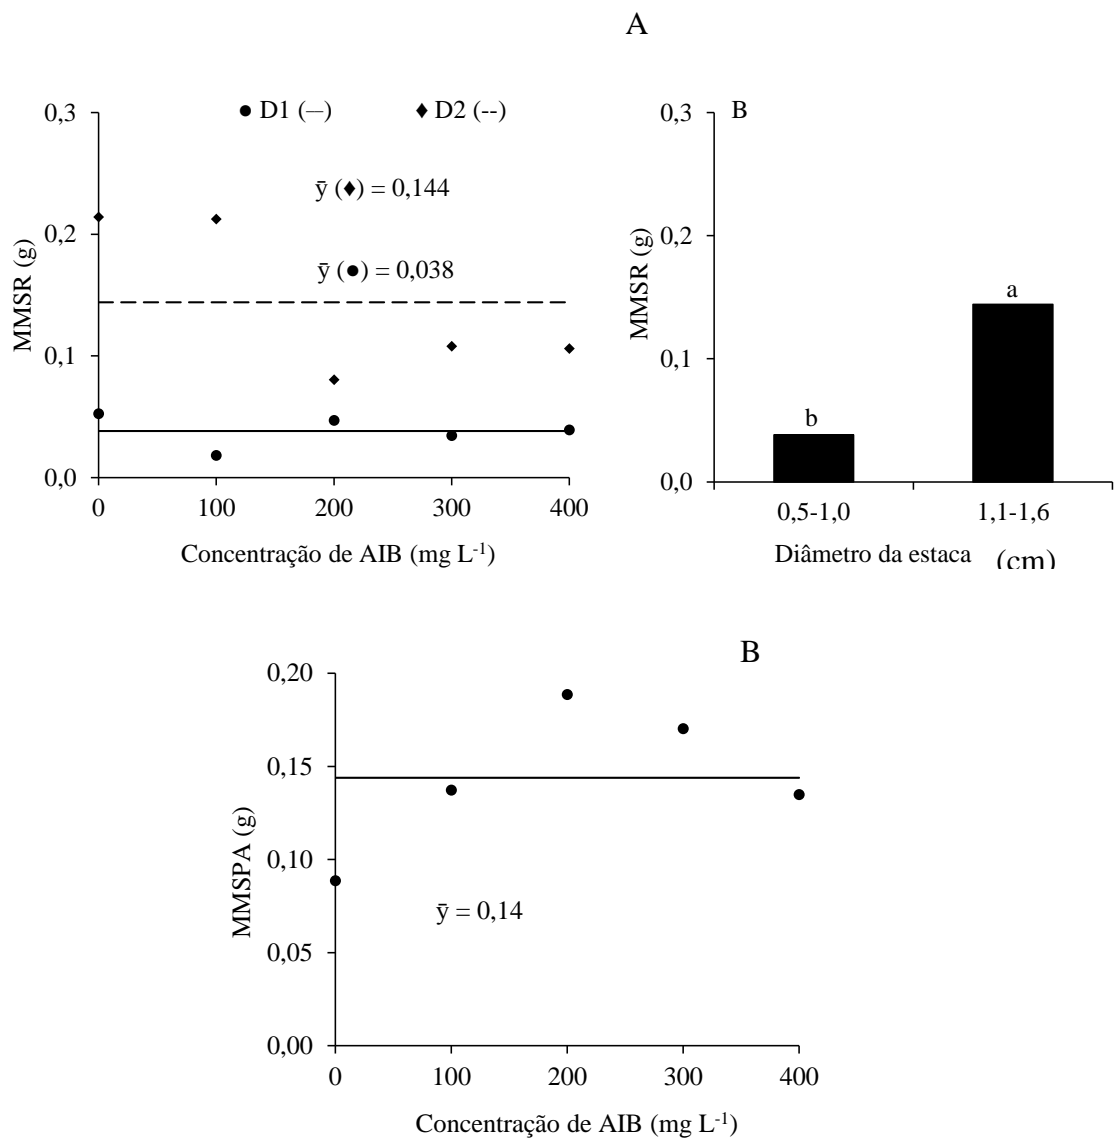 A
● D1 (—) ♦ D2 (--)
0,3
0,2
0,1
0,0
MMSR (g)
ȳ (♦) = 0,144
ȳ (●) = 0,038
0 100 200 300 400
Concentração de AIB (mg L⁻¹)
B
0,3
0,2
0,1
0,0
MMSR (g)
b
a
0,5-1,0 1,1-1,6
Diâmetro da estaca (cm)
B
0,20
0,15
0,10
0,05
0,00
MMSPA (g)
ȳ = 0,14
0 100 200 300 400
Concentração de AIB (mg L⁻¹)